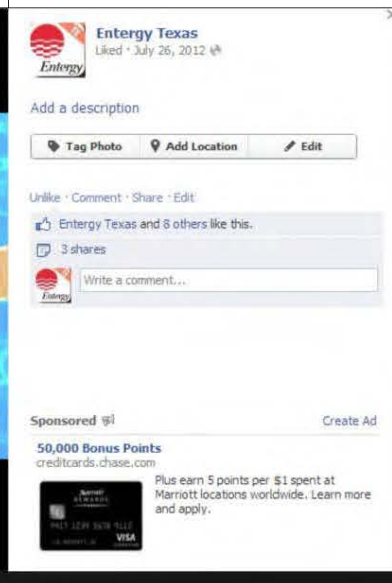 Entergy
Entergy Texas
Liked · July 26, 2012
Add a description
Tag Photo Add Location Edit
Unlike · Comment · Share · Edit
Entergy Texas and 8 others like this.
3 shares
Entergy
Write a comment...
Sponsored Create Ad
50,000 Bonus Points
creditcards.chase.com
Marriott
REWARDS
VISA
Plus earn 5 points per $1 spent at
Marriott locations worldwide. Learn more
and apply.